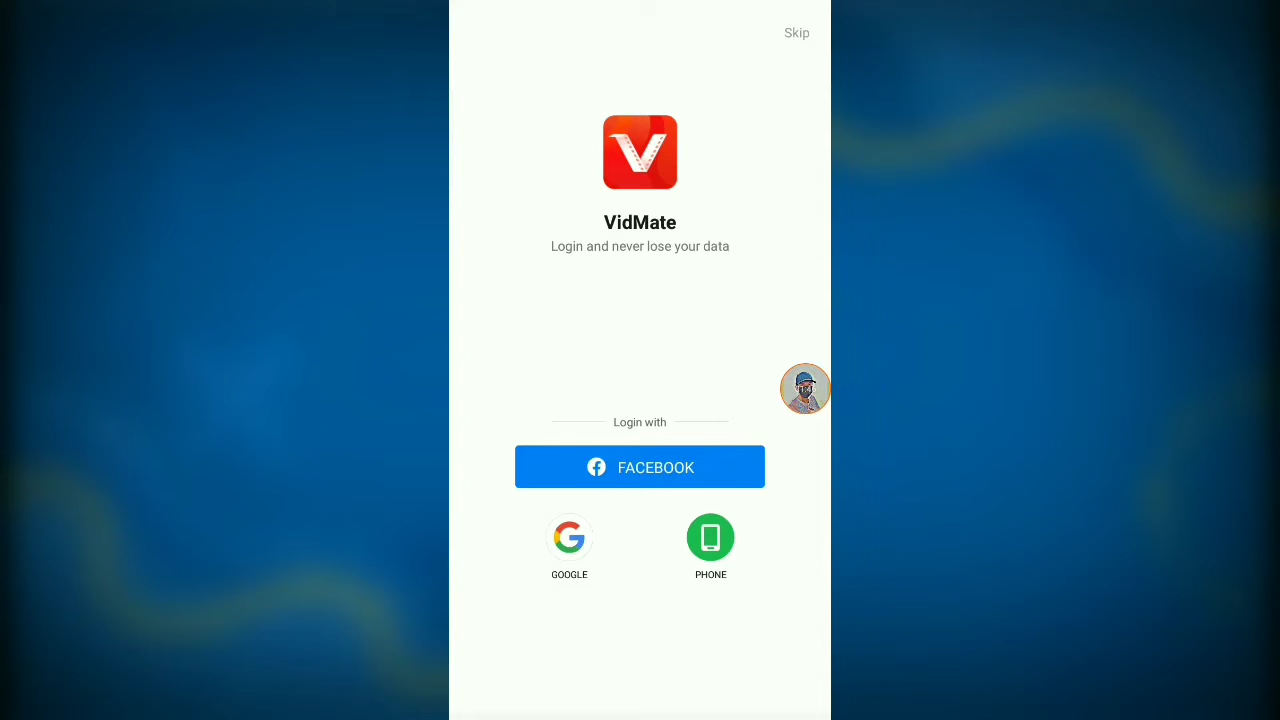 Skip
VidMate
Login and never lose your data
Login with
FACEBOOK
GOOGLE
PHONE